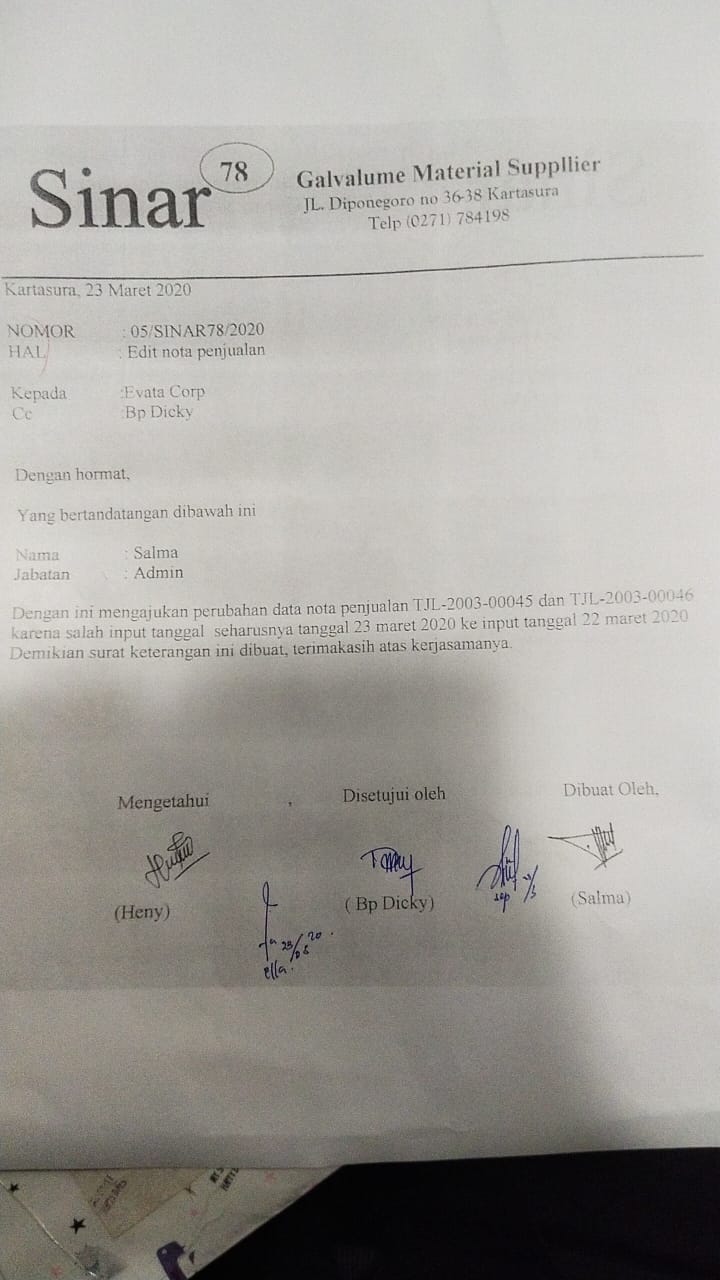 Sinar 78
Galvalume Material Suppllier
JL. Diponegoro no 36-38 Kartasura
Telp (0271) 784198
Kartasura, 23 Maret 2020
NOMOR : 05/SINAR78/2020
HAL : Edit nota penjualan
Kepada :Evata Corp
Cc :Bp Dicky
Dengan hormat,
Yang bertandatangan dibawah ini
Nama : Salma
Jabatan : Admin
Dengan ini mengajukan perubahan data nota penjualan TJL-2003-00045 dan TJL-2003-00046
karena salah input tanggal seharusnya tanggal 23 maret 2020 ke input tanggal 22 maret 2020
Demikian surat keterangan ini dibuat, terimakasih atas kerjasamanya.
Mengetahui , Disetujui oleh Dibuat Oleh,
(Heny) ( Bp Dicky) (Salma)
ella.